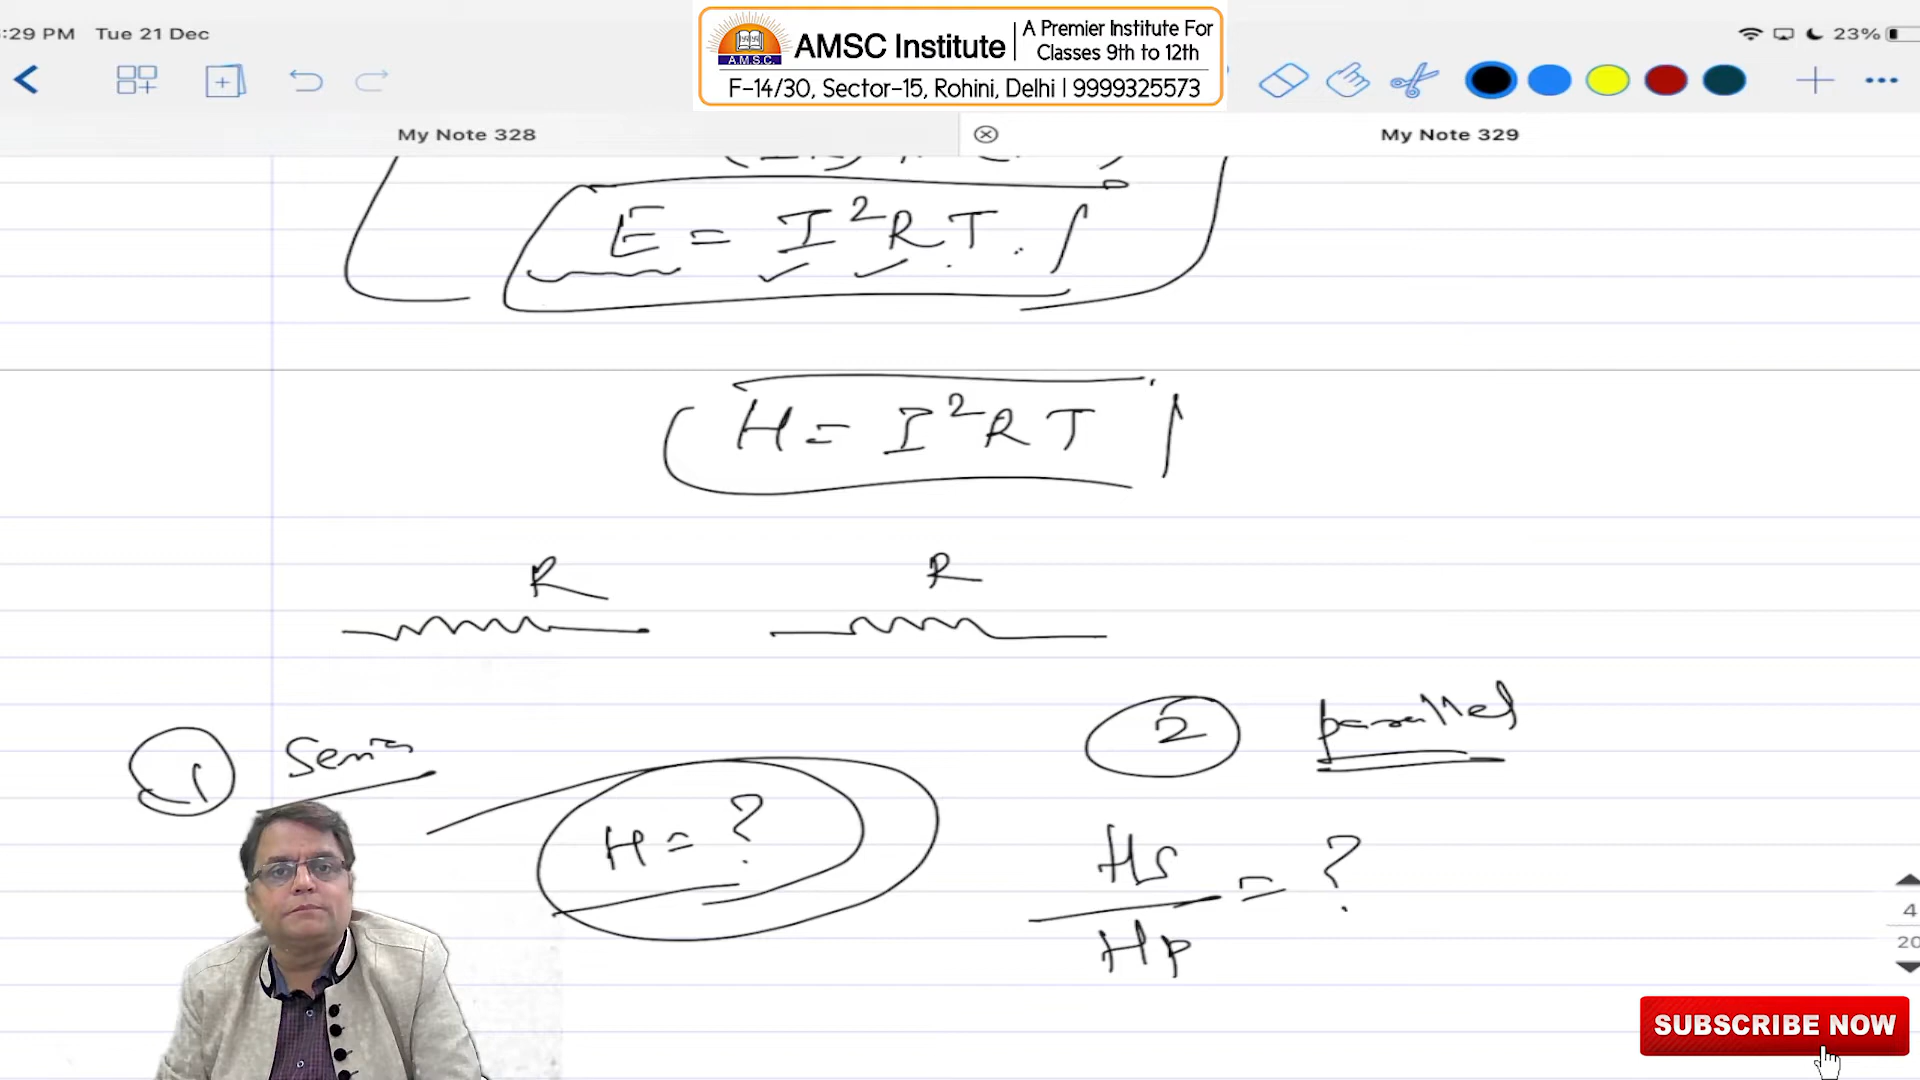 :29 PM Tue 21 Dec
A.M.S.C.
AMSC Institute
A Premier Institute For
Classes 9th to 12th
F-14/30, Sector-15, Rohini, Delhi | 9999325573
23%
My Note 328
My Note 329
E = I²RT
H = I²RT
R R
1 Series
2 parallel
H = ?
Hs/Hp = ?
4
20
SUBSCRIBE NOW